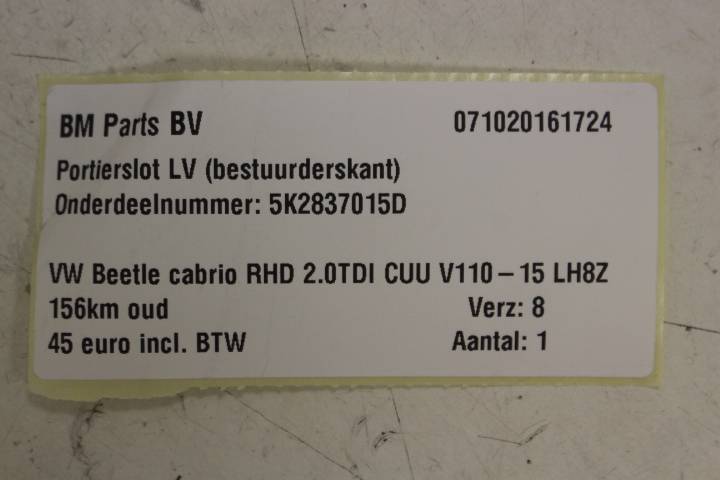 BM Parts BV 071020161724
Portierslot LV (bestuurderskant)
Onderdeelnummer: 5K2837015D
VW Beetle cabrio RHD 2.0TDI CUU V110 – 15 LH8Z
156km oud Verz: 8
45 euro incl. BTW Aantal: 1